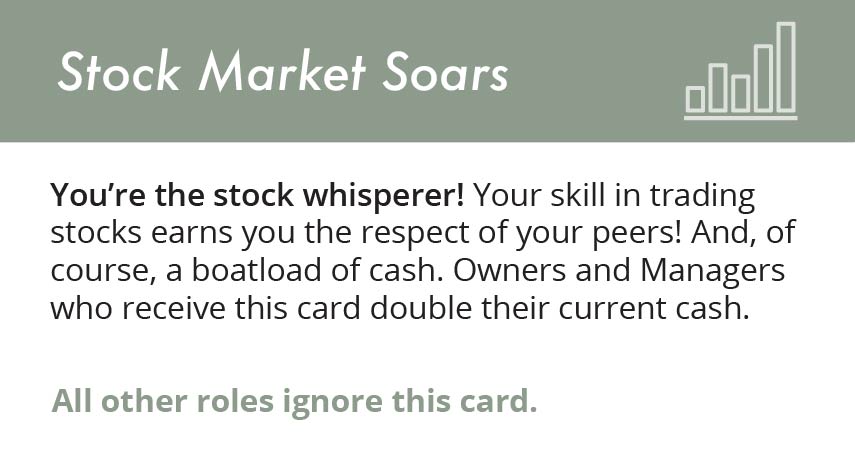 Stock Market Soars
You’re the stock whisperer! Your skill in trading
stocks earns you the respect of your peers! And, of
course, a boatload of cash. Owners and Managers
who receive this card double their current cash.
All other roles ignore this card.